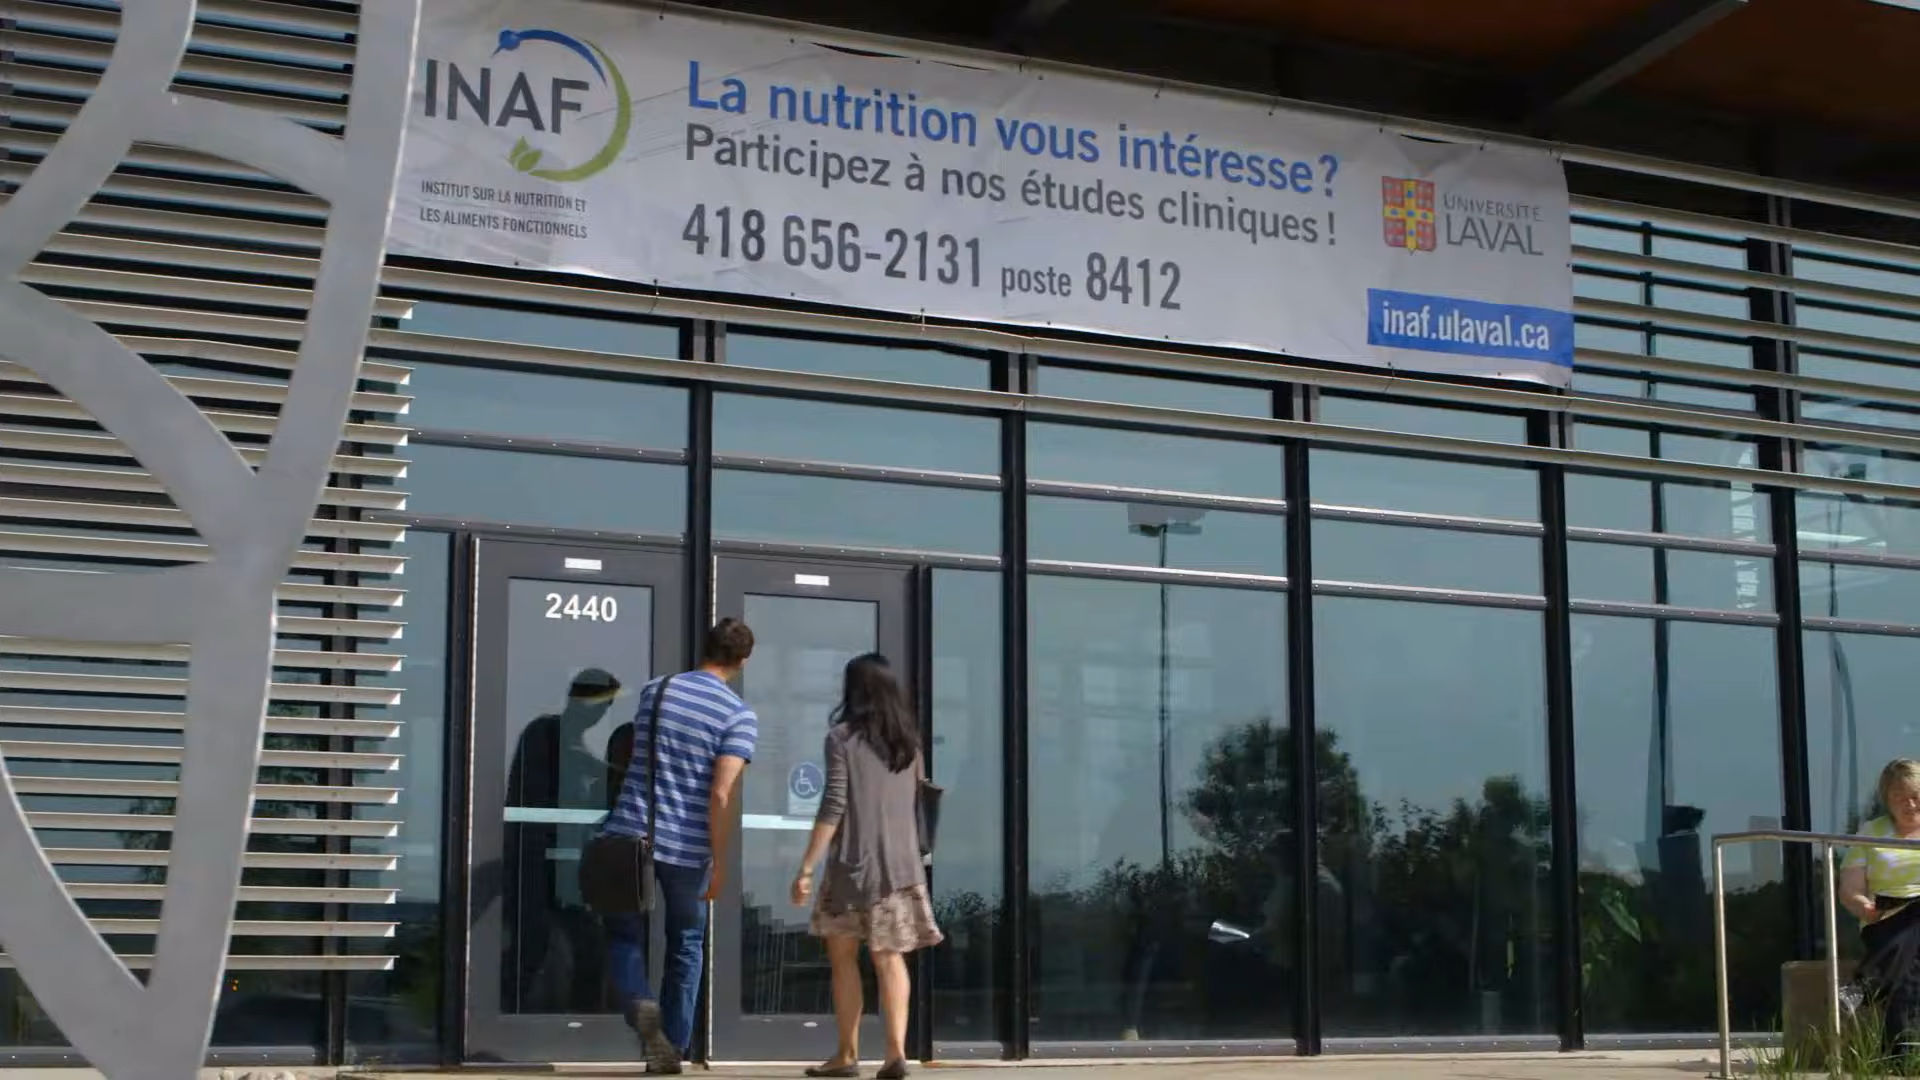 INAF
INSTITUT SUR LA NUTRITION ET
LES ALIMENTS FONCTIONNELS
La nutrition vous intéresse?
Participez à nos études cliniques!
418 656-2131 poste 8412
UNIVERSITÉ
LAVAL
inaf.ulaval.ca
2440